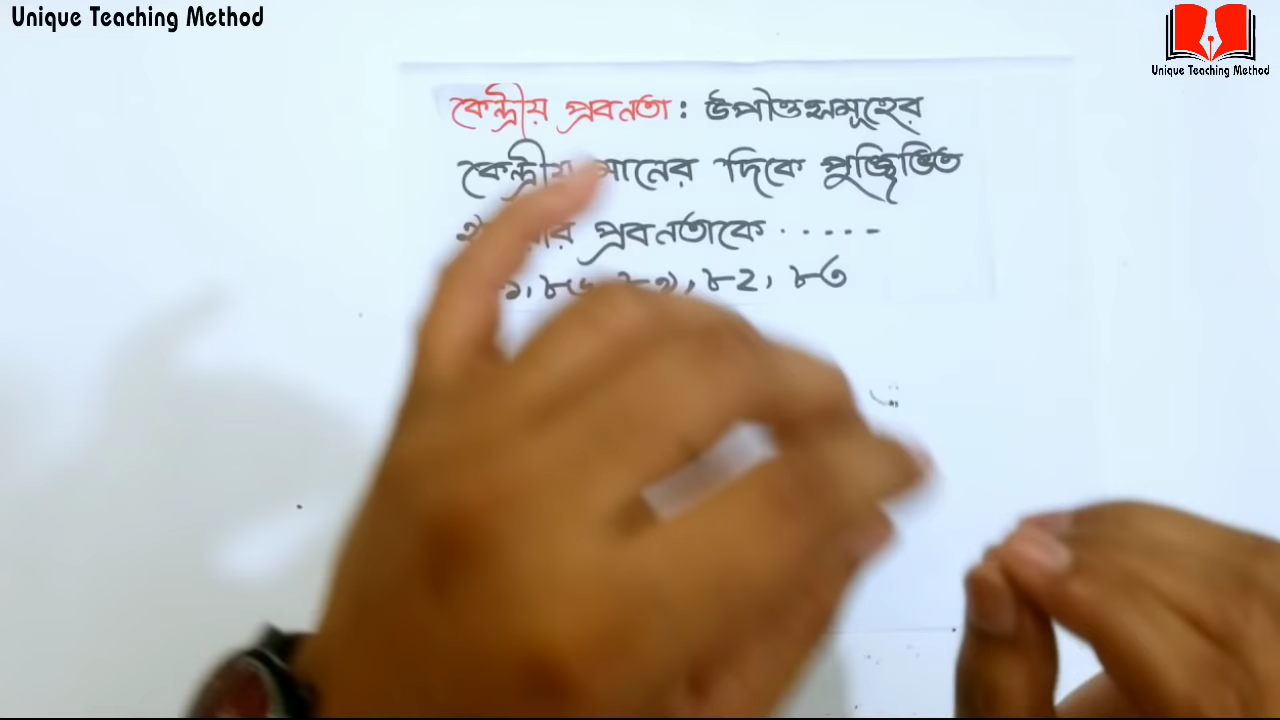 Unique Teaching Method
Unique Teaching Method
কেন্দ্রীয় প্রবনতা : উপাত্তসমূহের
কেন্দ্রীয় মানের দিকে পুঞ্জিভিত
প্রবনতাকে .....
৮২, ৮৩